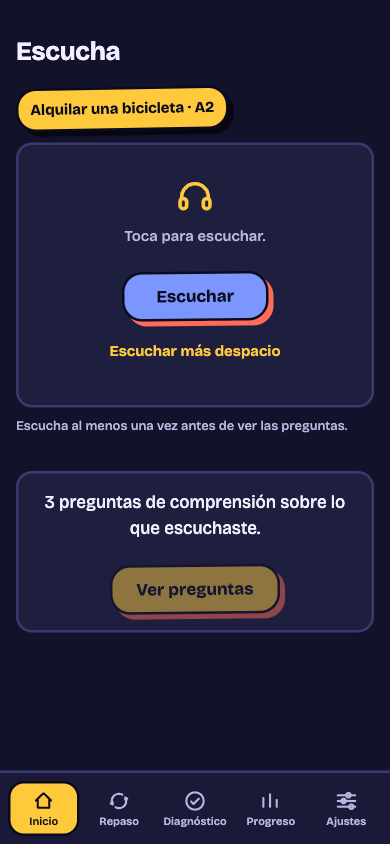 Escucha
Alquilar una bicicleta · A2
Toca para escuchar.
Escuchar
Escuchar más despacio
Escucha al menos una vez antes de ver las preguntas.
3 preguntas de comprensión sobre lo
que escuchaste.
Ver preguntas
Inicio
Repaso
Diagnóstico
Progreso
Ajustes